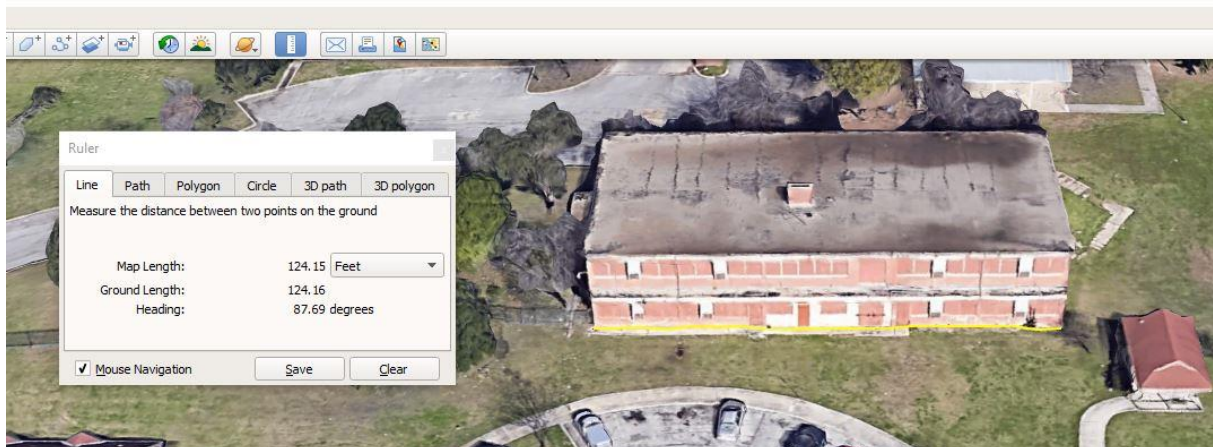 Ruler
Line Path Polygon Circle 3D path 3D polygon
Measure the distance between two points on the ground
Map Length: 124.15 Feet
Ground Length: 124.16
Heading: 87.69 degrees
Mouse Navigation Save Clear